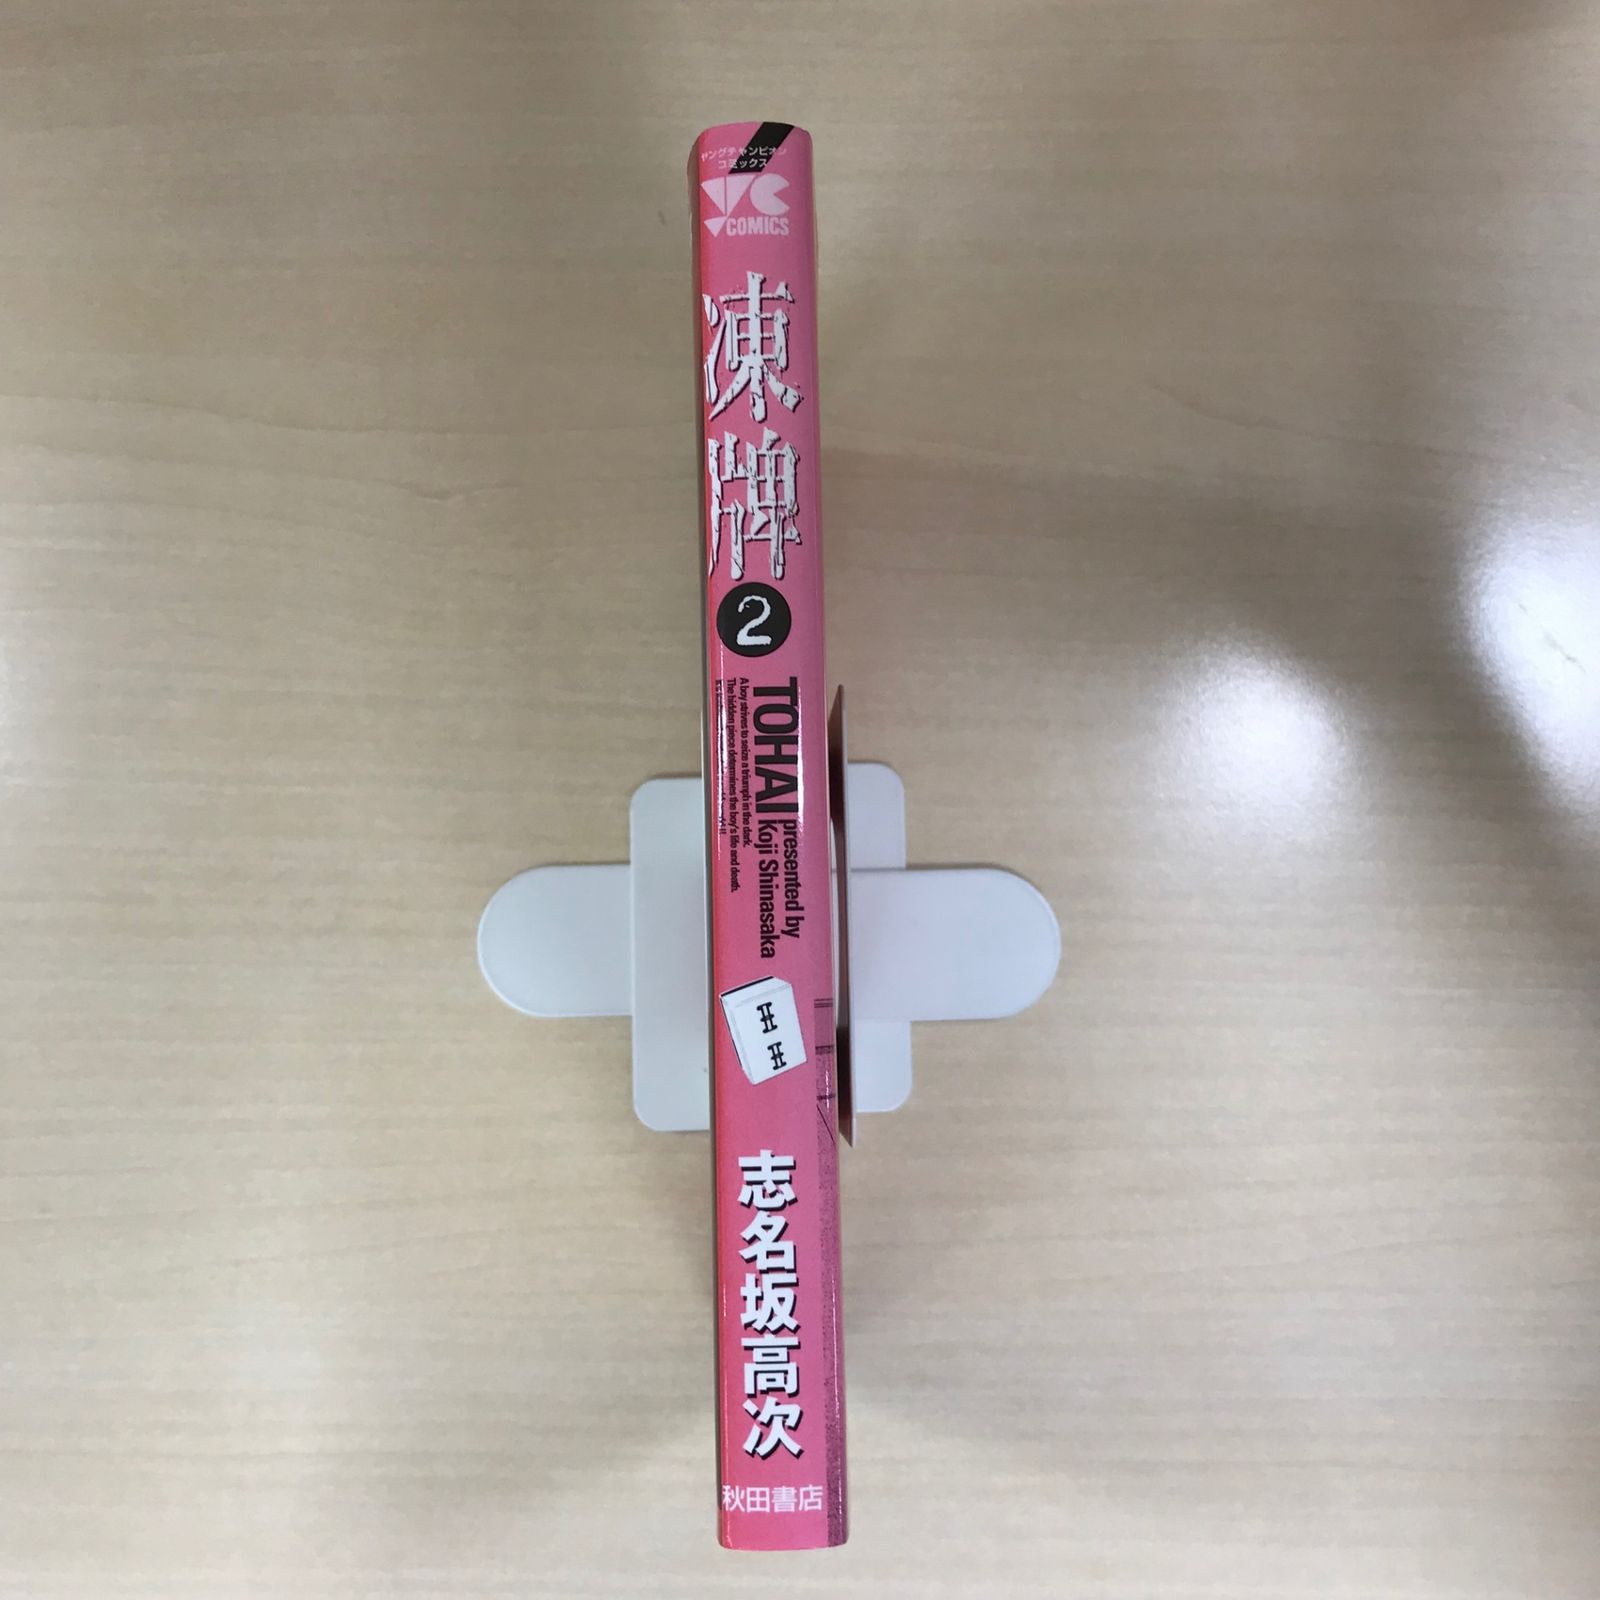 ヤングチャンピオン
コミックス
YC
COMICS
凍牌
2
TOHAI
presented by
Koji Shinasaka
A boy strives to seize a triumph in the dark.
The hidden piece determines the boy's life and death.
志名坂高次
秋田書店